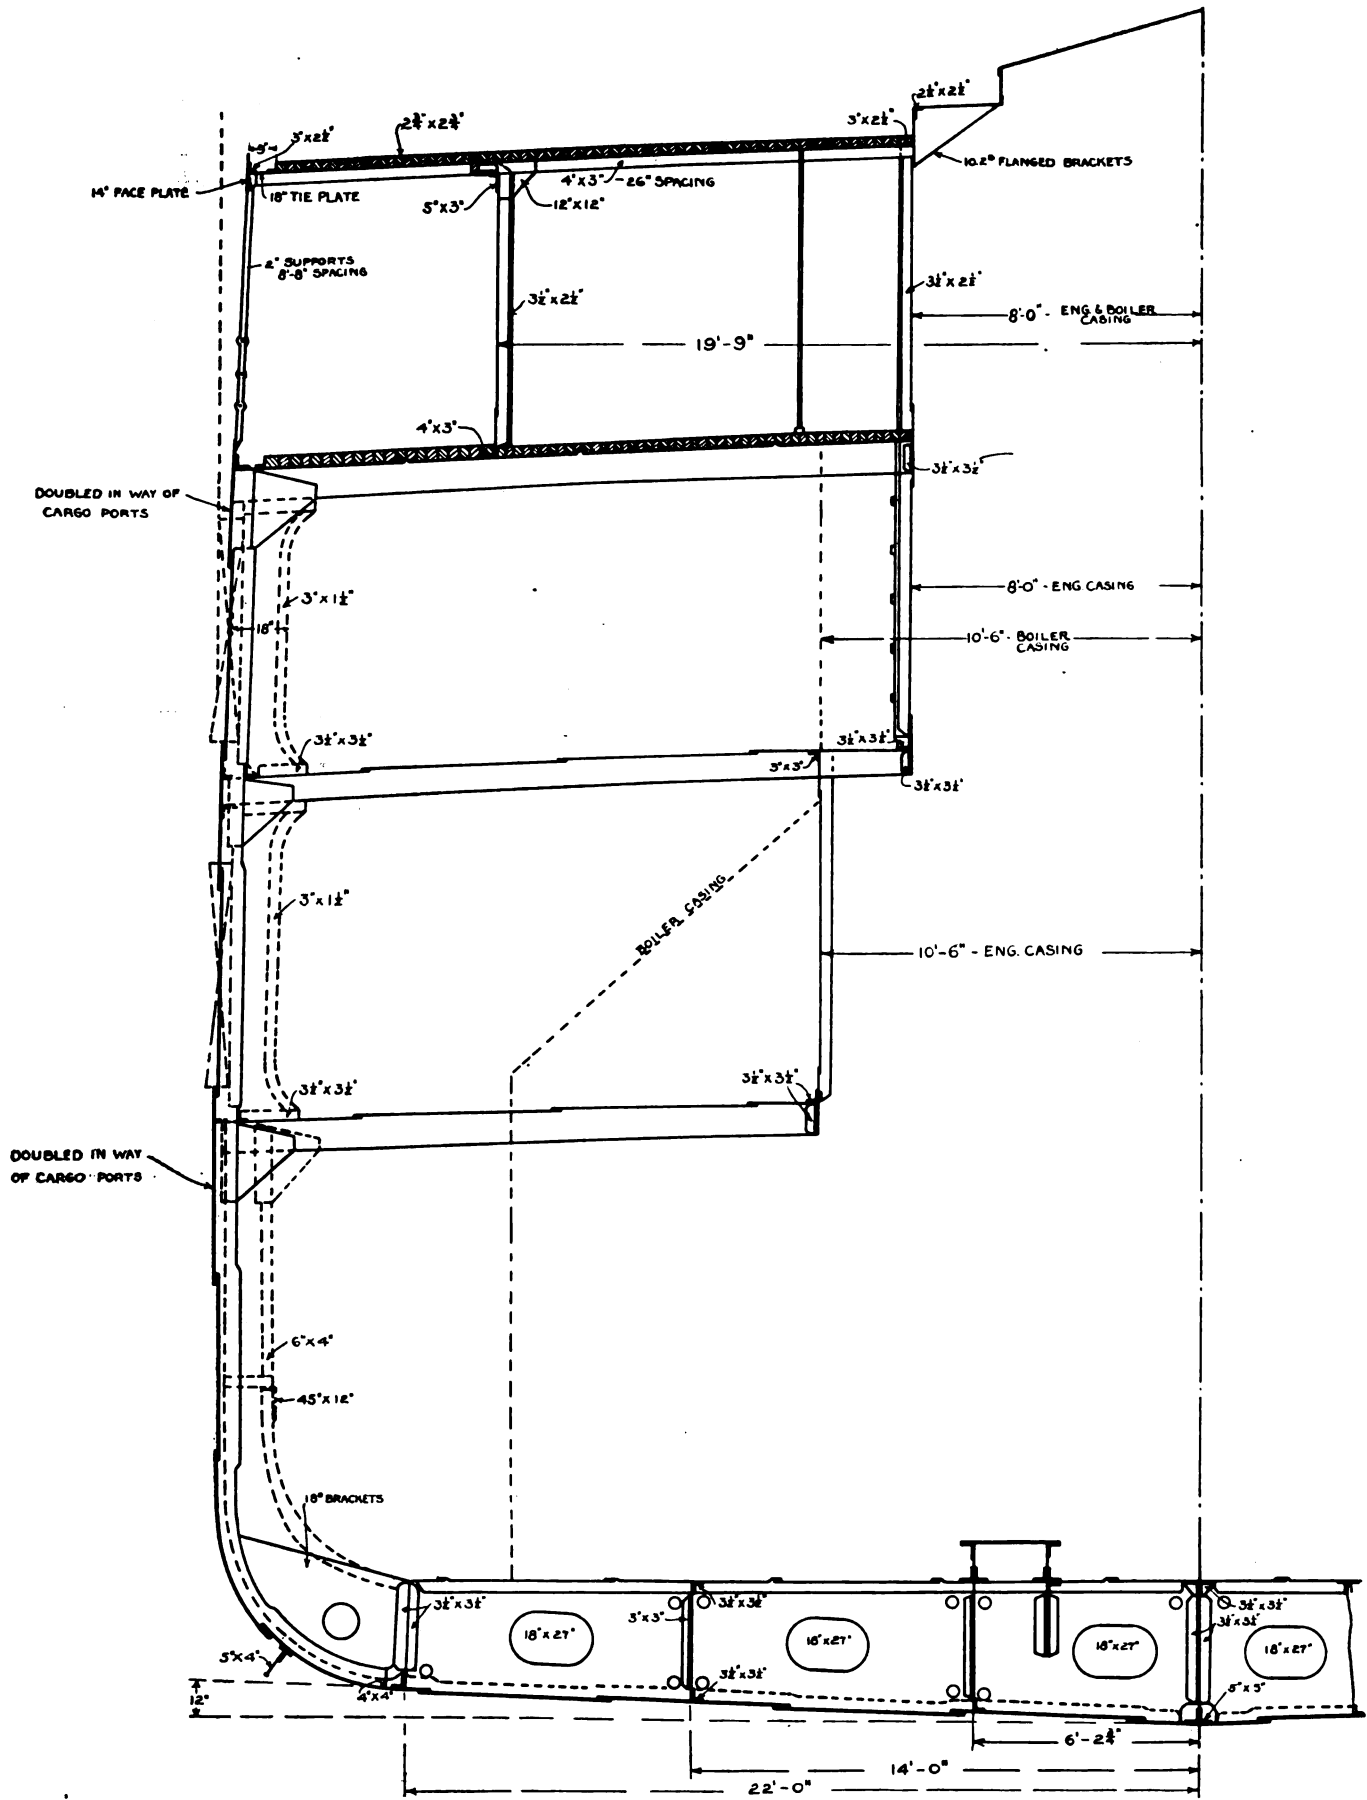 2½"x2½"
3"x2½"
2¾"x2¾"
3"x2½"
9"
10.2# FLANGED BRACKETS
14" FACE PLATE
18" TIE PLATE
4"x3" - 26" SPACING
5"x3"
12"x12"
2" SUPPORTS
8'-8" SPACING
3½"x2½"
3½"x2½"
8'-0" - ENG & BOILER
CASING
19'-9"
4"x3"
3½"x3½"
DOUBLED IN WAY OF
CARGO PORTS
3"x1½"
8'-0" - ENG. CASING
18"
10'-6" - BOILER
CASING
3½"x3½"
3½"x3½"
3"x3"
3½"x3½"
3"x1½"
BOILER CASING
10'-6" - ENG. CASING
3½"x3½"
3½"x3½"
DOUBLED IN WAY
OF CARGO PORTS
6"x4"
45"x12"
18" BRACKETS
3½"x3½"
3½"x3½"
3½"x3½"
3"x3"
3½"x3½"
18"x27"
18"x27"
18"x27"
18"x27"
5"x4"
4"x4"
3½"x3½"
12"
6'-2¾"
14'-0"
22'-0"